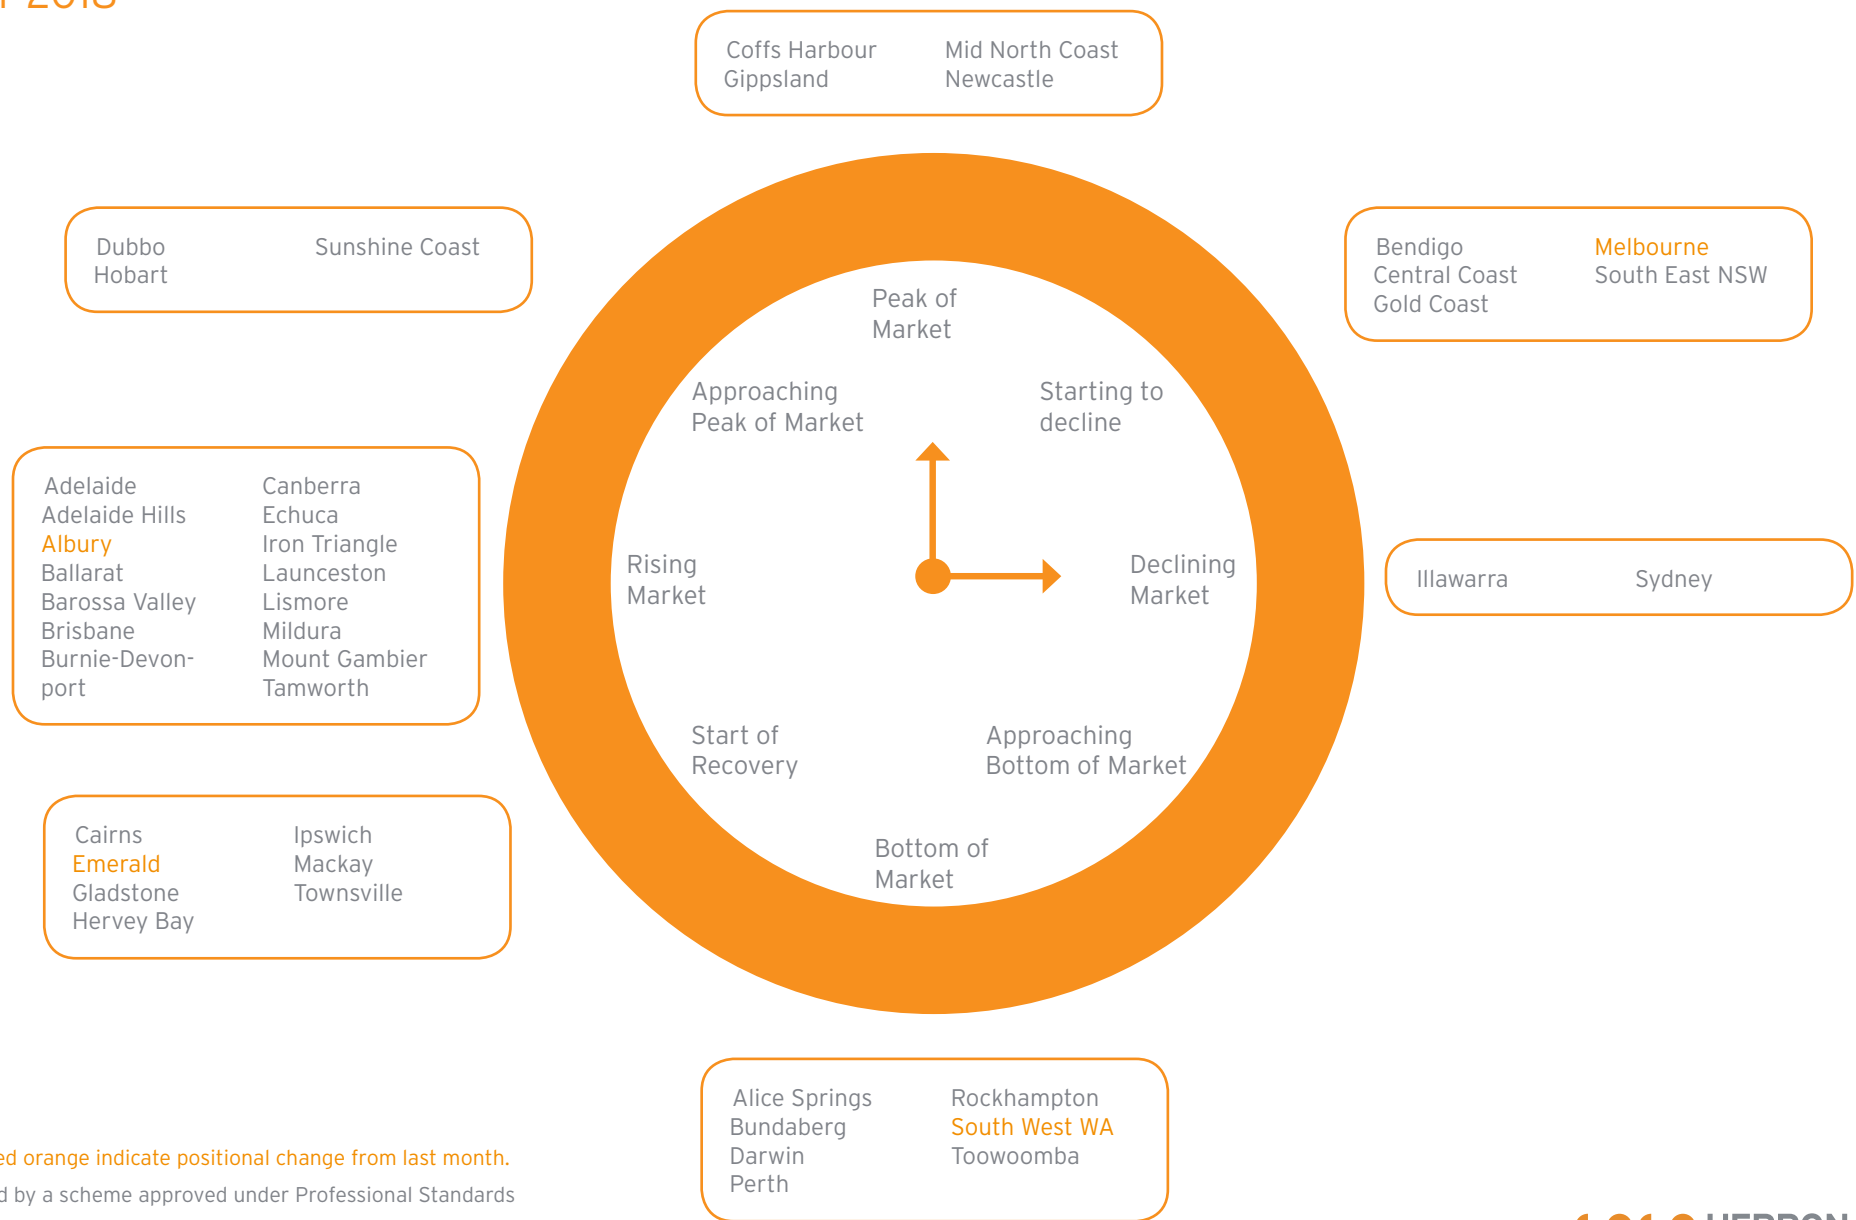 2018
Coffs Harbour
Gippsland
Mid North Coast
Newcastle
Dubbo
Hobart
Sunshine Coast
Bendigo
Central Coast
Gold Coast
Melbourne
South East NSW
Peak of
Market
Approaching
Peak of Market
Starting to
decline
Adelaide
Adelaide Hills
Albury
Ballarat
Barossa Valley
Brisbane
Burnie-Devon-
port
Canberra
Echuca
Iron Triangle
Launceston
Lismore
Mildura
Mount Gambier
Tamworth
Rising
Market
Declining
Market
Illawarra
Sydney
Start of
Recovery
Approaching
Bottom of Market
Cairns
Emerald
Gladstone
Hervey Bay
Ipswich
Mackay
Townsville
Bottom of
Market
Alice Springs
Bundaberg
Darwin
Perth
Rockhampton
South West WA
Toowoomba
orange indicate positional change from last month.
by a scheme approved under Professional Standards
HERRON